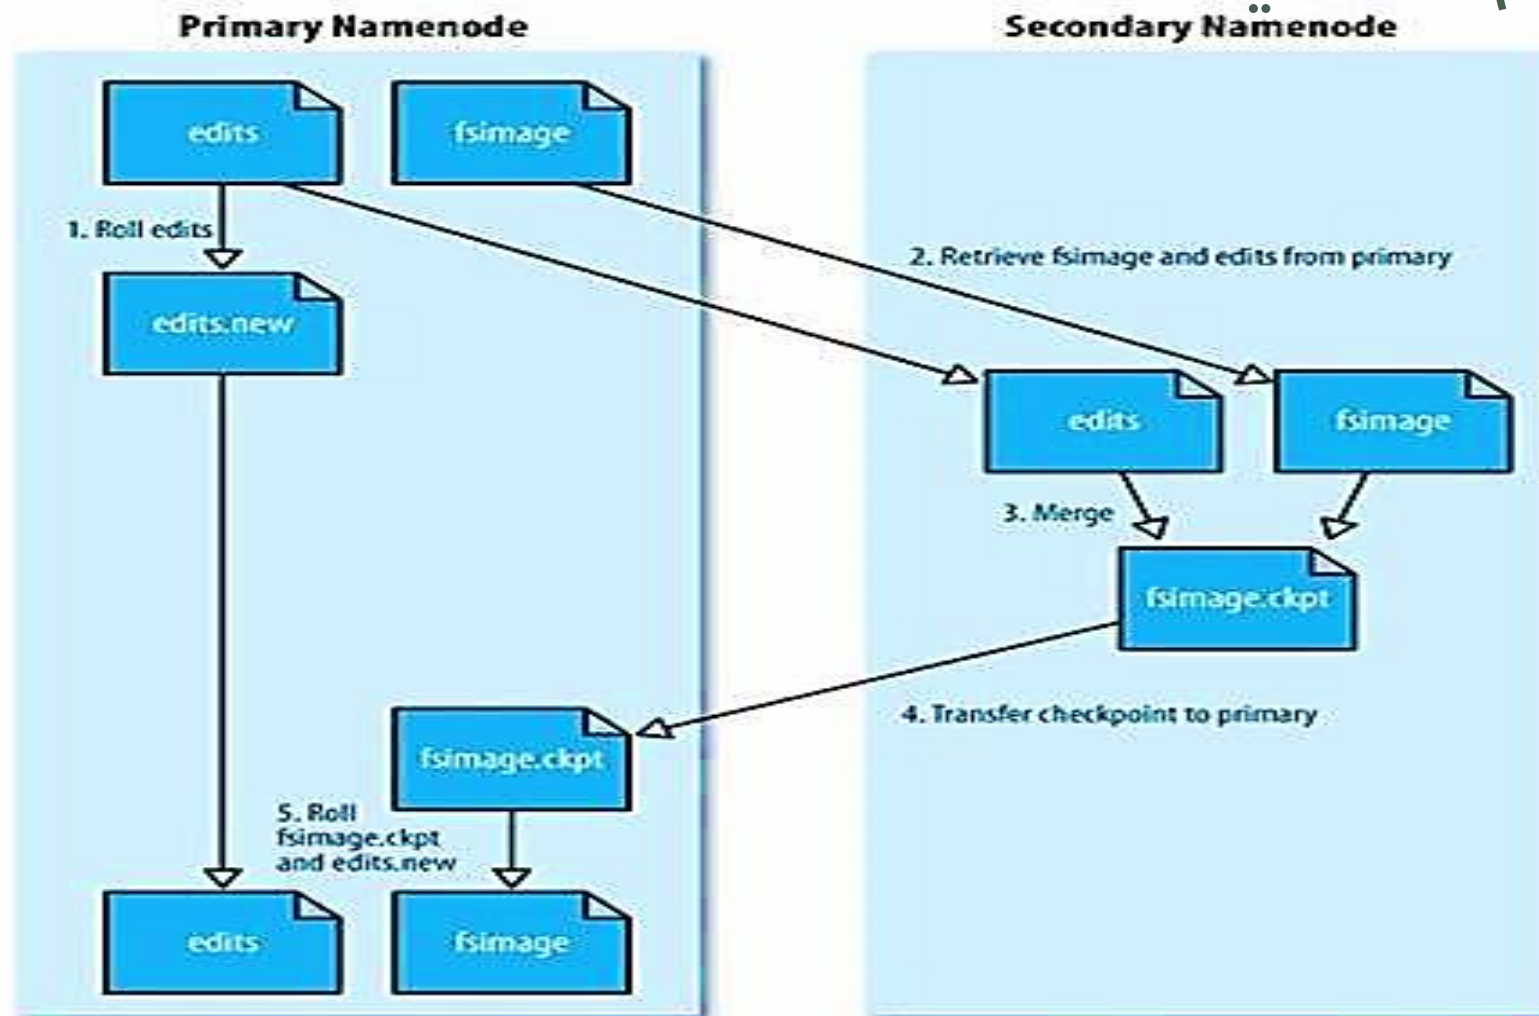 Primary Namenode
Secondary Namenode
edits
fsimage
1. Roll edits
2. Retrieve fsimage and edits from primary
edits.new
edits
fsimage
3. Merge
fsimage.ckpt
4. Transfer checkpoint to primary
fsimage.ckpt
5. Roll
fsimage.ckpt
and edits.new
edits
fsimage